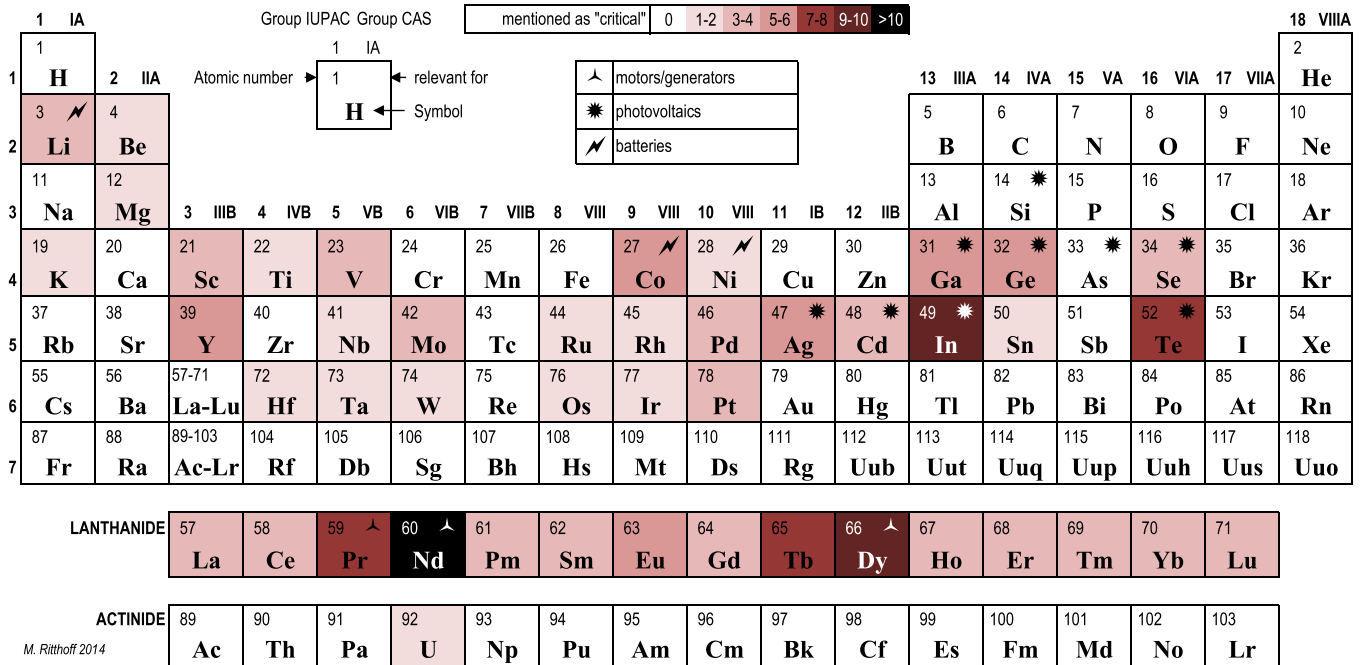 1 IA Group IUPAC Group CAS mentioned as "critical" 0 1-2 3-4 5-6 7-8 9-10 >10 18 VIIIA
1 IA
1 2
1 H 2 IIA Atomic number 1 relevant for motors/generators 13 IIIA 14 IVA 15 VA 16 VIA 17 VIIA He
H Symbol photovoltaics
batteries
3 4 5 6 7 8 9 10
2 Li Be B C N O F Ne
11 12 13 14 15 16 17 18
3 Na Mg 3 IIIB 4 IVB 5 VB 6 VIB 7 VIIB 8 VIII 9 VIII 10 VIII 11 IB 12 IIB Al Si P S Cl Ar
19 20 21 22 23 24 25 26 27 28 29 30 31 32 33 34 35 36
4 K Ca Sc Ti V Cr Mn Fe Co Ni Cu Zn Ga Ge As Se Br Kr
37 38 39 40 41 42 43 44 45 46 47 48 49 50 51 52 53 54
5 Rb Sr Y Zr Nb Mo Tc Ru Rh Pd Ag Cd In Sn Sb Te I Xe
55 56 57-71 72 73 74 75 76 77 78 79 80 81 82 83 84 85 86
6 Cs Ba La-Lu Hf Ta W Re Os Ir Pt Au Hg Tl Pb Bi Po At Rn
87 88 89-103 104 105 106 107 108 109 110 111 112 113 114 115 116 117 118
7 Fr Ra Ac-Lr Rf Db Sg Bh Hs Mt Ds Rg Uub Uut Uuq Uup Uuh Uus Uuo
LANTHANIDE 57 58 59 60 61 62 63 64 65 66 67 68 69 70 71
La Ce Pr Nd Pm Sm Eu Gd Tb Dy Ho Er Tm Yb Lu
ACTINIDE 89 90 91 92 93 94 95 96 97 98 99 100 101 102 103
M. Ritthoff 2014 Ac Th Pa U Np Pu Am Cm Bk Cf Es Fm Md No Lr